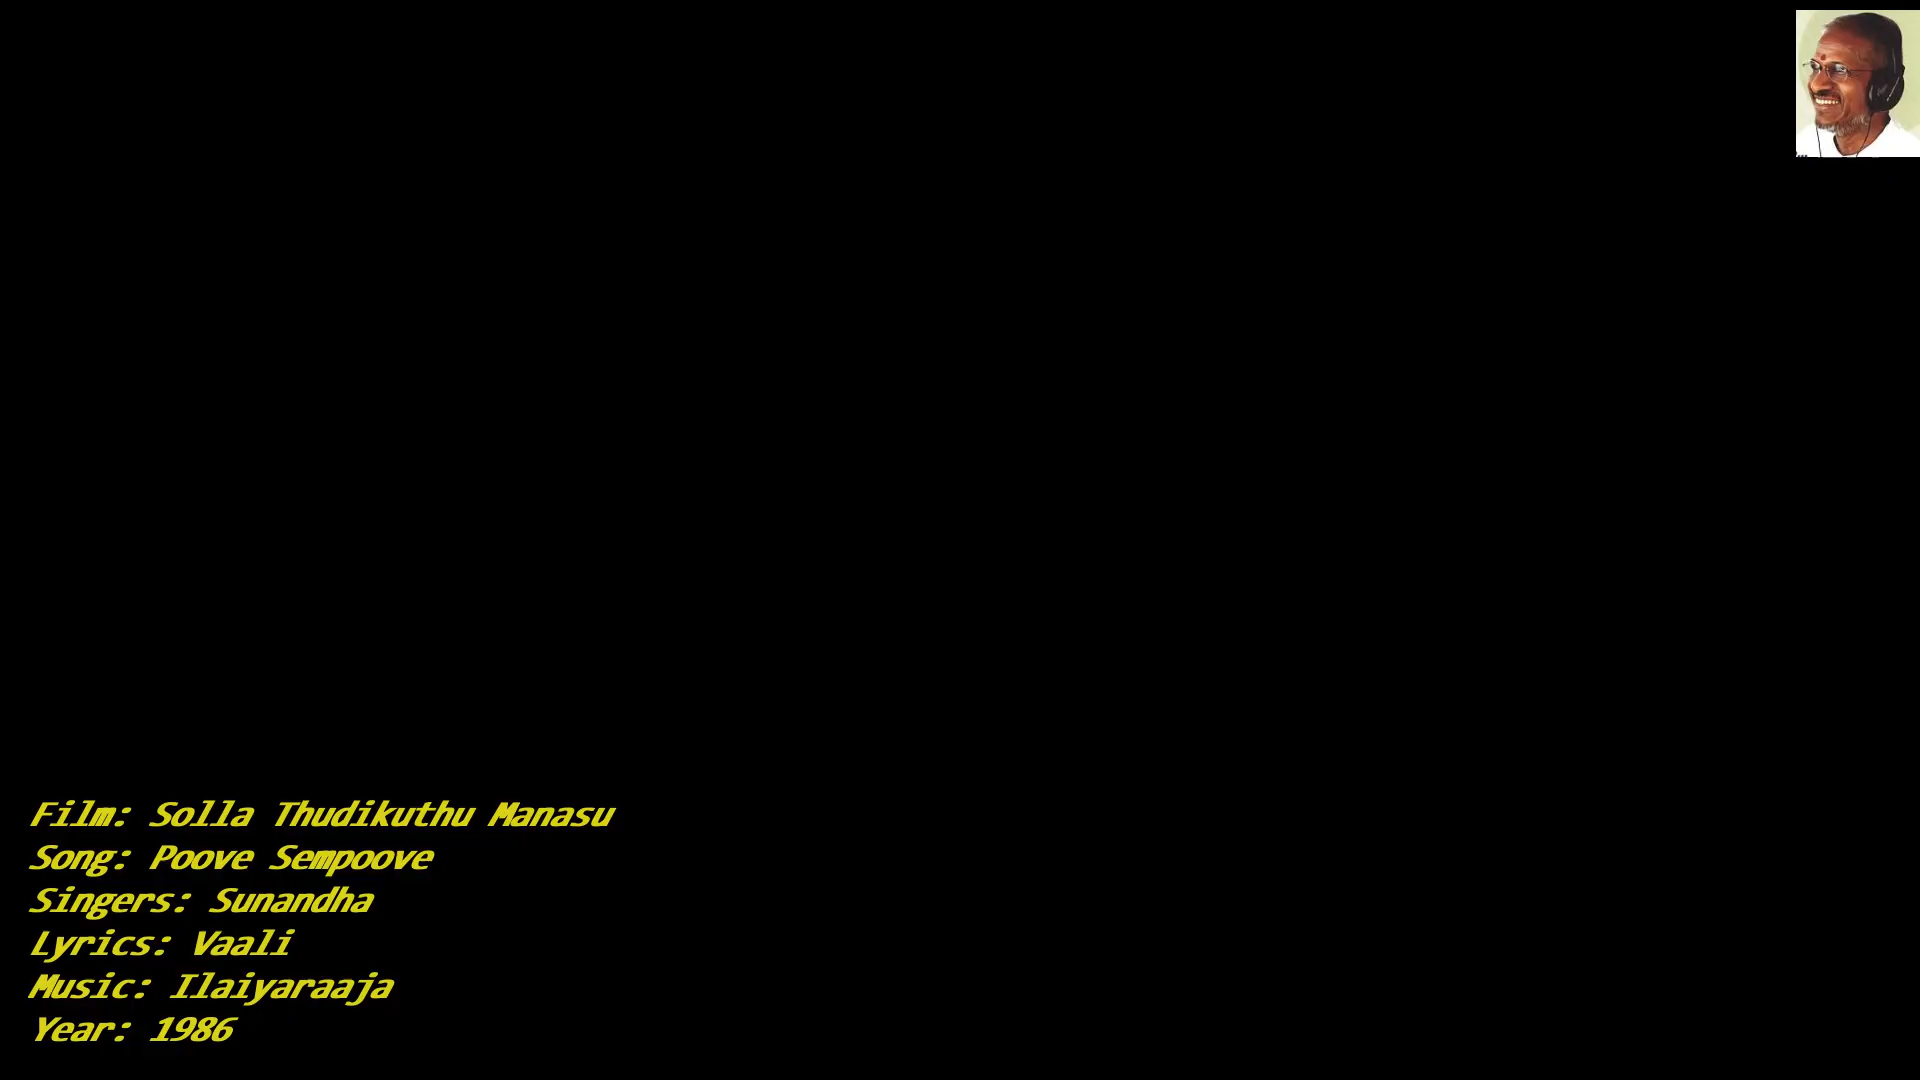 Film: Solla Thudikuthu Manasu
Song: Poove Sempoove
Singers: Sunandha
Lyrics: Vaali
Music: Ilaiyaraaja
Year: 1986